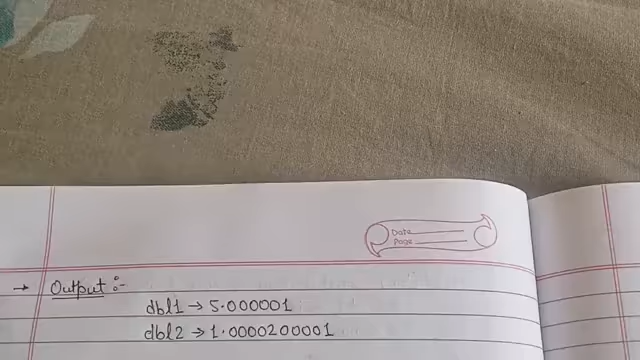 Date
Page
→ Output :-
dbl1 → 5.000001
dbl2 → 1.0000200001